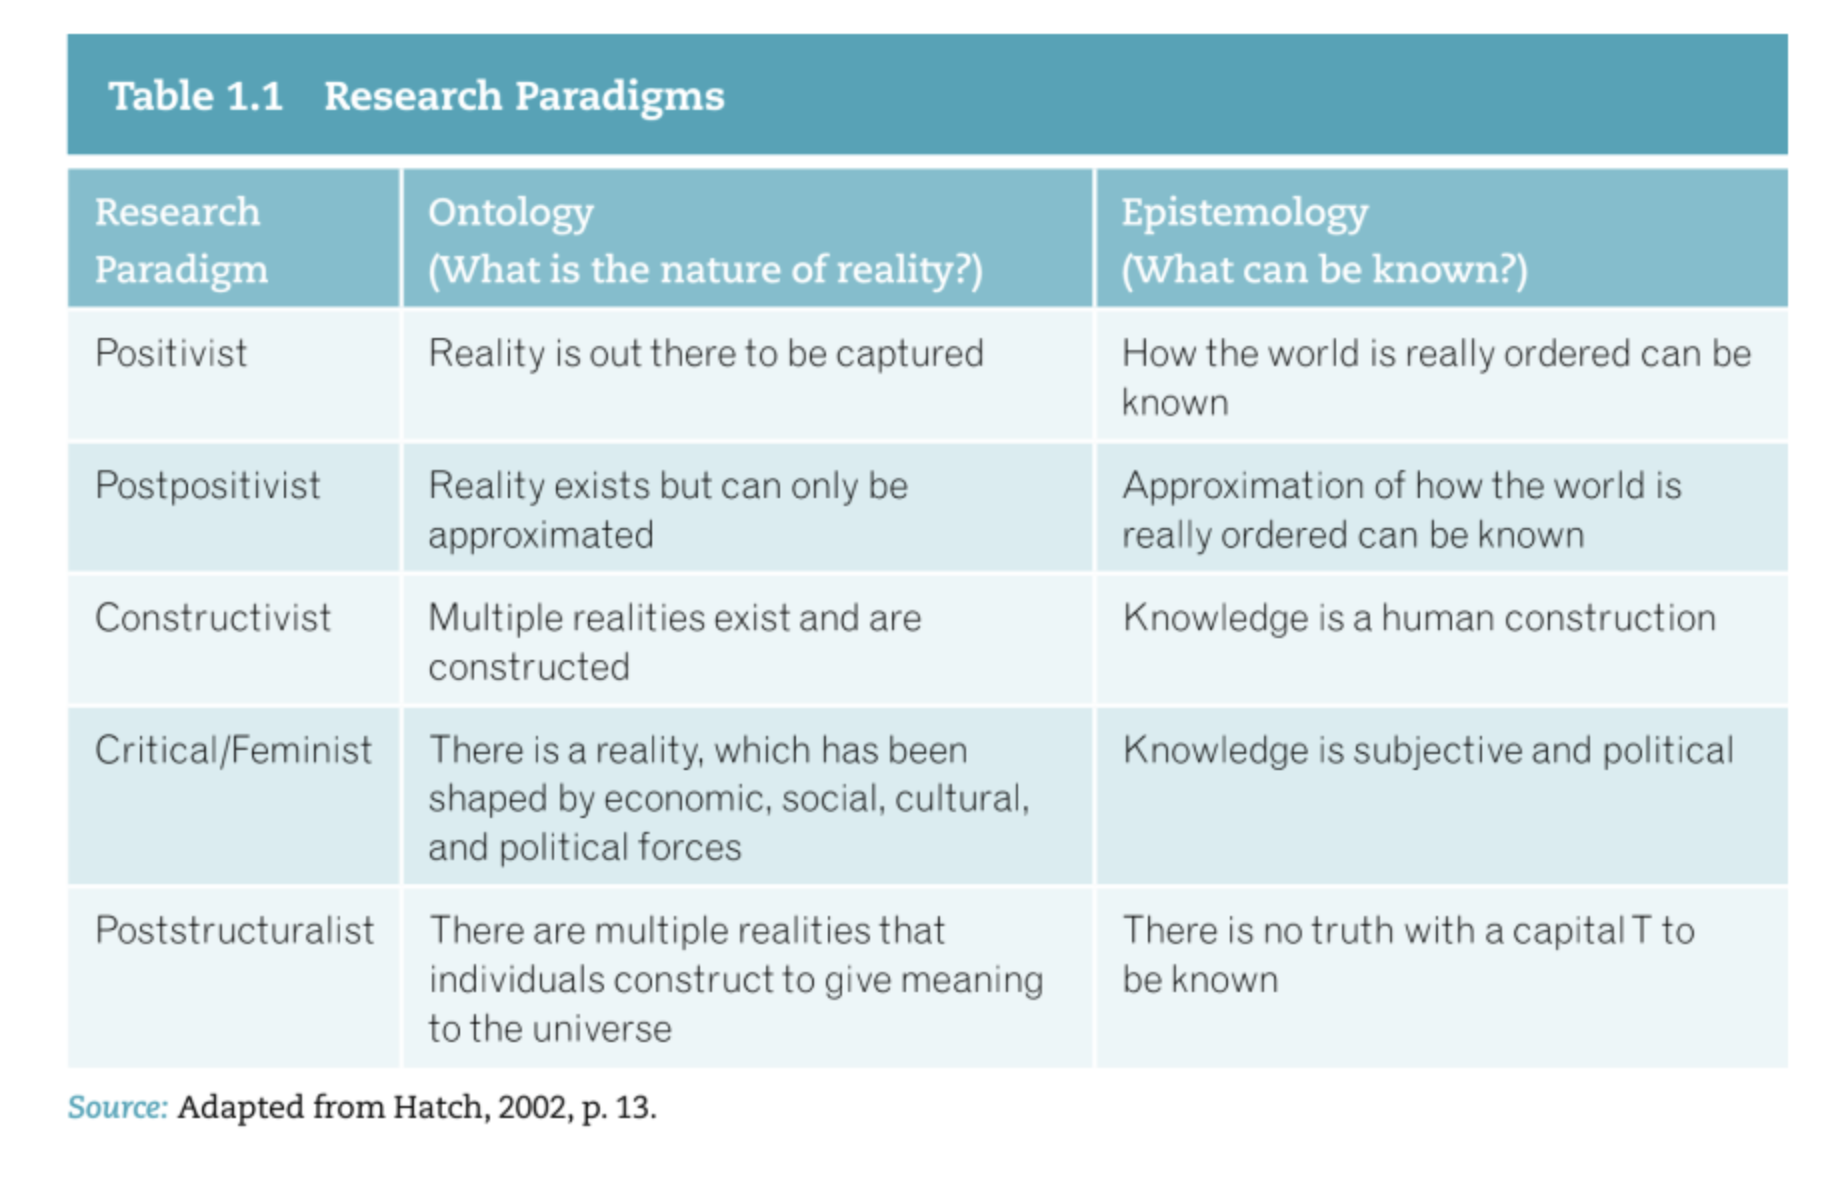 Table 1.1 Research Paradigms
Research
Paradigm
Ontology
(What is the nature of reality?)
Epistemology
(What can be known?)
Positivist
Reality is out there to be captured
How the world is really ordered can be
known
Postpositivist
Reality exists but can only be
approximated
Approximation of how the world is
really ordered can be known
Constructivist
Multiple realities exist and are
constructed
Knowledge is a human construction
Critical/Feminist
There is a reality, which has been
shaped by economic, social, cultural,
and political forces
Knowledge is subjective and political
Poststructuralist
There are multiple realities that
individuals construct to give meaning
to the universe
There is no truth with a capital T to
be known
Source: Adapted from Hatch, 2002, p. 13.